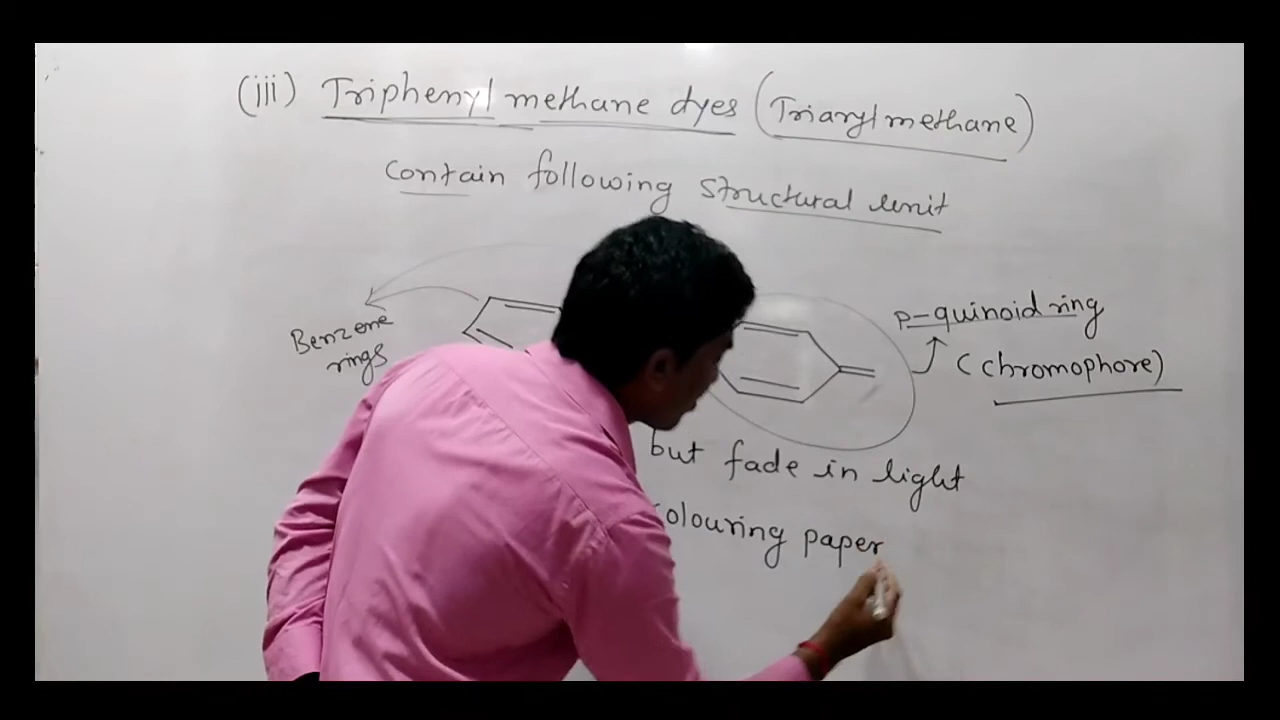 (iii) Triphenyl methane dyes (Triarylmethane)
Contain following structural unit
p-quinoid ring
Benzene
rings
(chromophore)
but fade in light
colouring paper